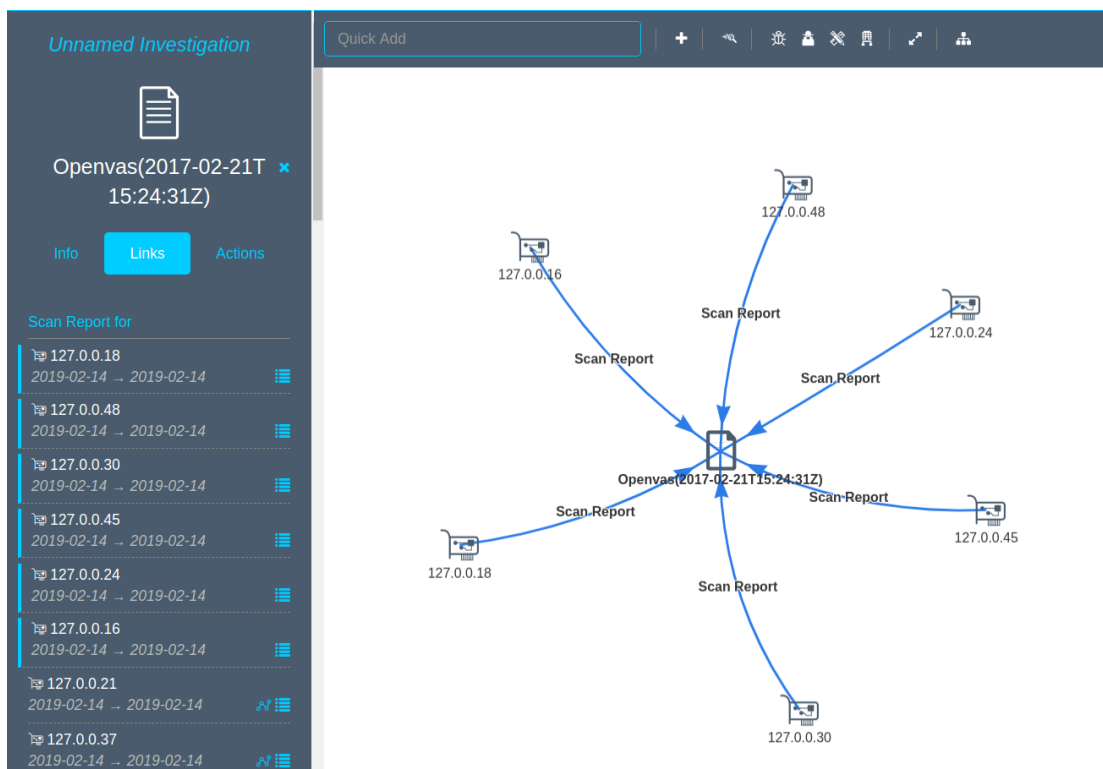 Unnamed Investigation
Openvas(2017-02-21T
15:24:31Z)
Info Links Actions
Scan Report for
127.0.0.18
2019-02-14 → 2019-02-14
127.0.0.48
2019-02-14 → 2019-02-14
127.0.0.30
2019-02-14 → 2019-02-14
127.0.0.45
2019-02-14 → 2019-02-14
127.0.0.24
2019-02-14 → 2019-02-14
127.0.0.16
2019-02-14 → 2019-02-14
127.0.0.21
2019-02-14 → 2019-02-14
127.0.0.37
2019-02-14 → 2019-02-14
Quick Add
127.0.0.48
127.0.0.16
Scan Report
127.0.0.24
Scan Report
Scan Report
Openvas(2017-02-21T15:24:31Z)
Scan Report
Scan Report
127.0.0.45
127.0.0.18
Scan Report
127.0.0.30